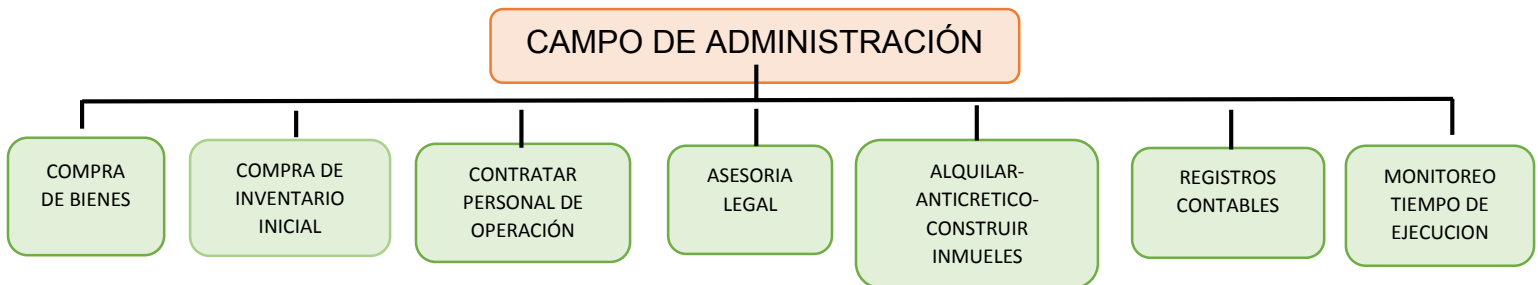 CAMPO DE ADMINISTRACIÓN
COMPRA
DE BIENES
COMPRA DE
INVENTARIO
INICIAL
CONTRATAR
PERSONAL DE
OPERACIÓN
ASESORIA
LEGAL
ALQUILAR-
ANTICRETICO-
CONSTRUIR
INMUELES
REGISTROS
CONTABLES
MONITOREO
TIEMPO DE
EJECUCION